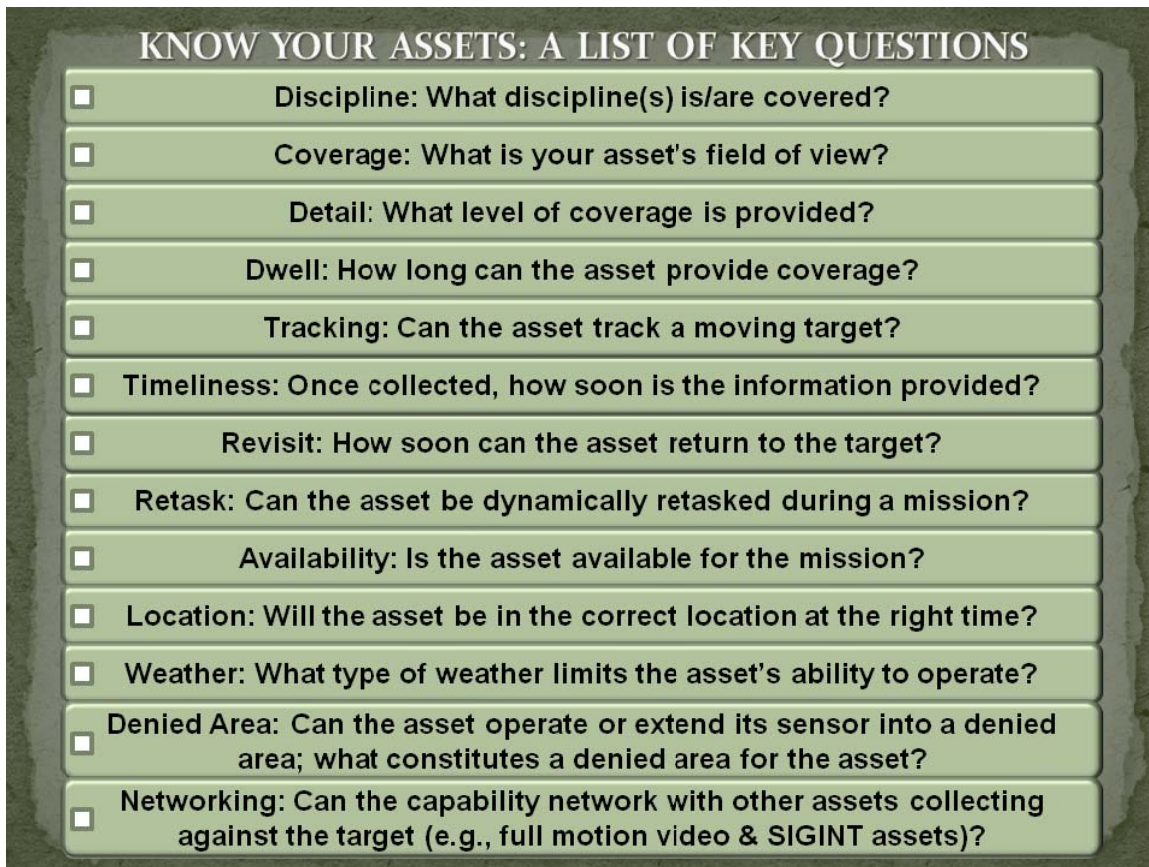 KNOW YOUR ASSETS: A LIST OF KEY QUESTIONS
Discipline: What discipline(s) is/are covered?
Coverage: What is your asset's field of view?
Detail: What level of coverage is provided?
Dwell: How long can the asset provide coverage?
Tracking: Can the asset track a moving target?
Timeliness: Once collected, how soon is the information provided?
Revisit: How soon can the asset return to the target?
Retask: Can the asset be dynamically retasked during a mission?
Availability: Is the asset available for the mission?
Location: Will the asset be in the correct location at the right time?
Weather: What type of weather limits the asset’s ability to operate?
Denied Area: Can the asset operate or extend its sensor into a denied
area; what constitutes a denied area for the asset?
Networking: Can the capability network with other assets collecting
against the target (e.g., full motion video & SIGINT assets)?